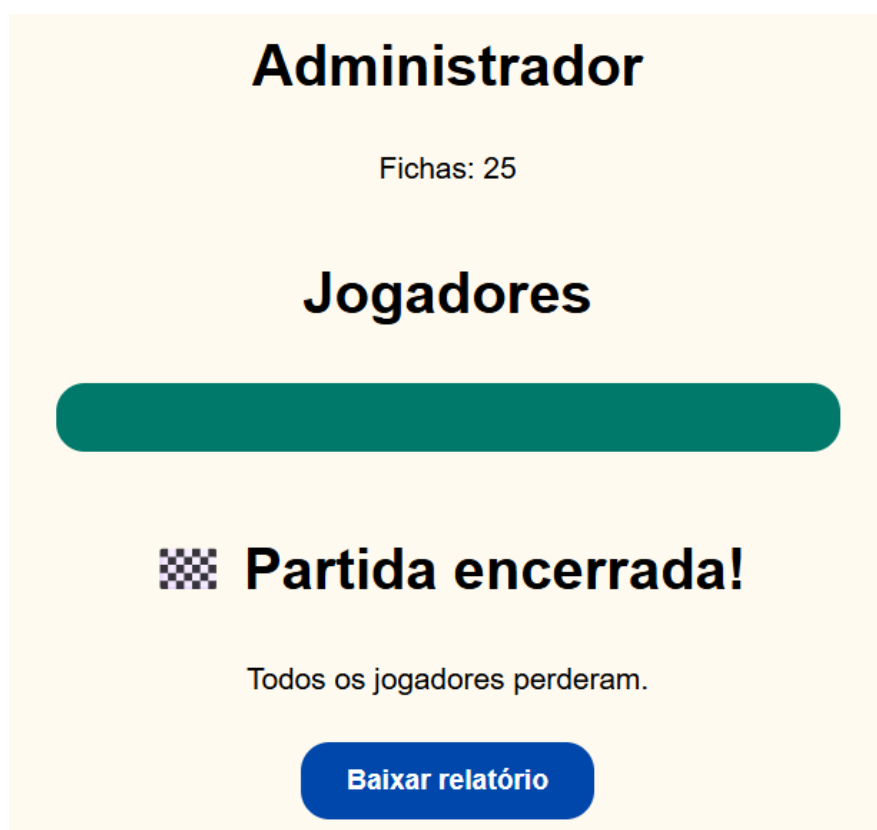 Administrador
Fichas: 25
Jogadores
Partida encerrada!
Todos os jogadores perderam.
Baixar relatório